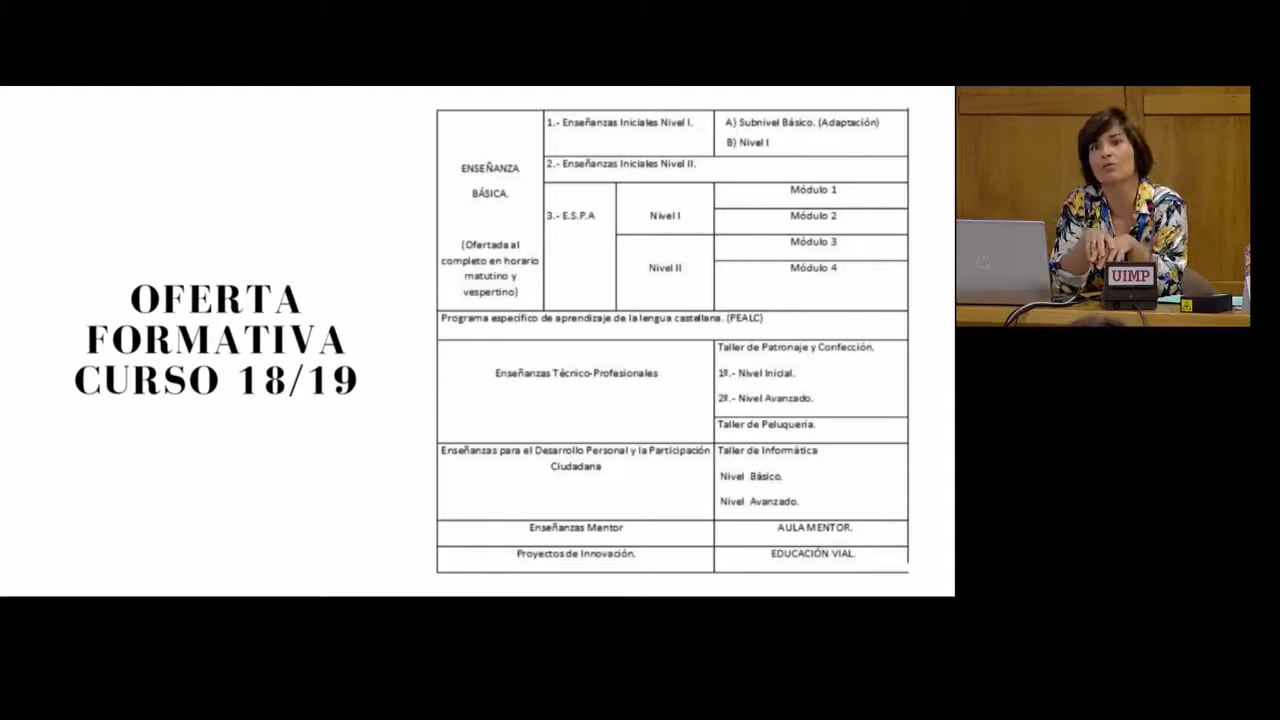 OFERTA
FORMATIVA
CURSO 18/19
ENSEÑANZA
BÁSICA.
(Ofertada al
completo en horario
matutino y
vespertino)
1.- Enseñanzas Iniciales Nivel I.
A) Subnivel Básico. (Adaptación)
B) Nivel I
2.- Enseñanzas Iniciales Nivel II.
3.- E.S.P.A
Nivel I
Módulo 1
Módulo 2
Nivel II
Módulo 3
Módulo 4
Programa específico de aprendizaje de la lengua castellana. (PEALC)
Enseñanzas Técnico-Profesionales
Taller de Patronaje y Confección.
1º.- Nivel Inicial.
2º.- Nivel Avanzado.
Taller de Peluquería.
Enseñanzas para el Desarrollo Personal y la Participación
Ciudadana
Taller de Informática
Nivel Básico.
Nivel Avanzado.
Enseñanzas Mentor
AULA MENTOR.
Proyectos de Innovación.
EDUCACIÓN VIAL.
UIMP
hp